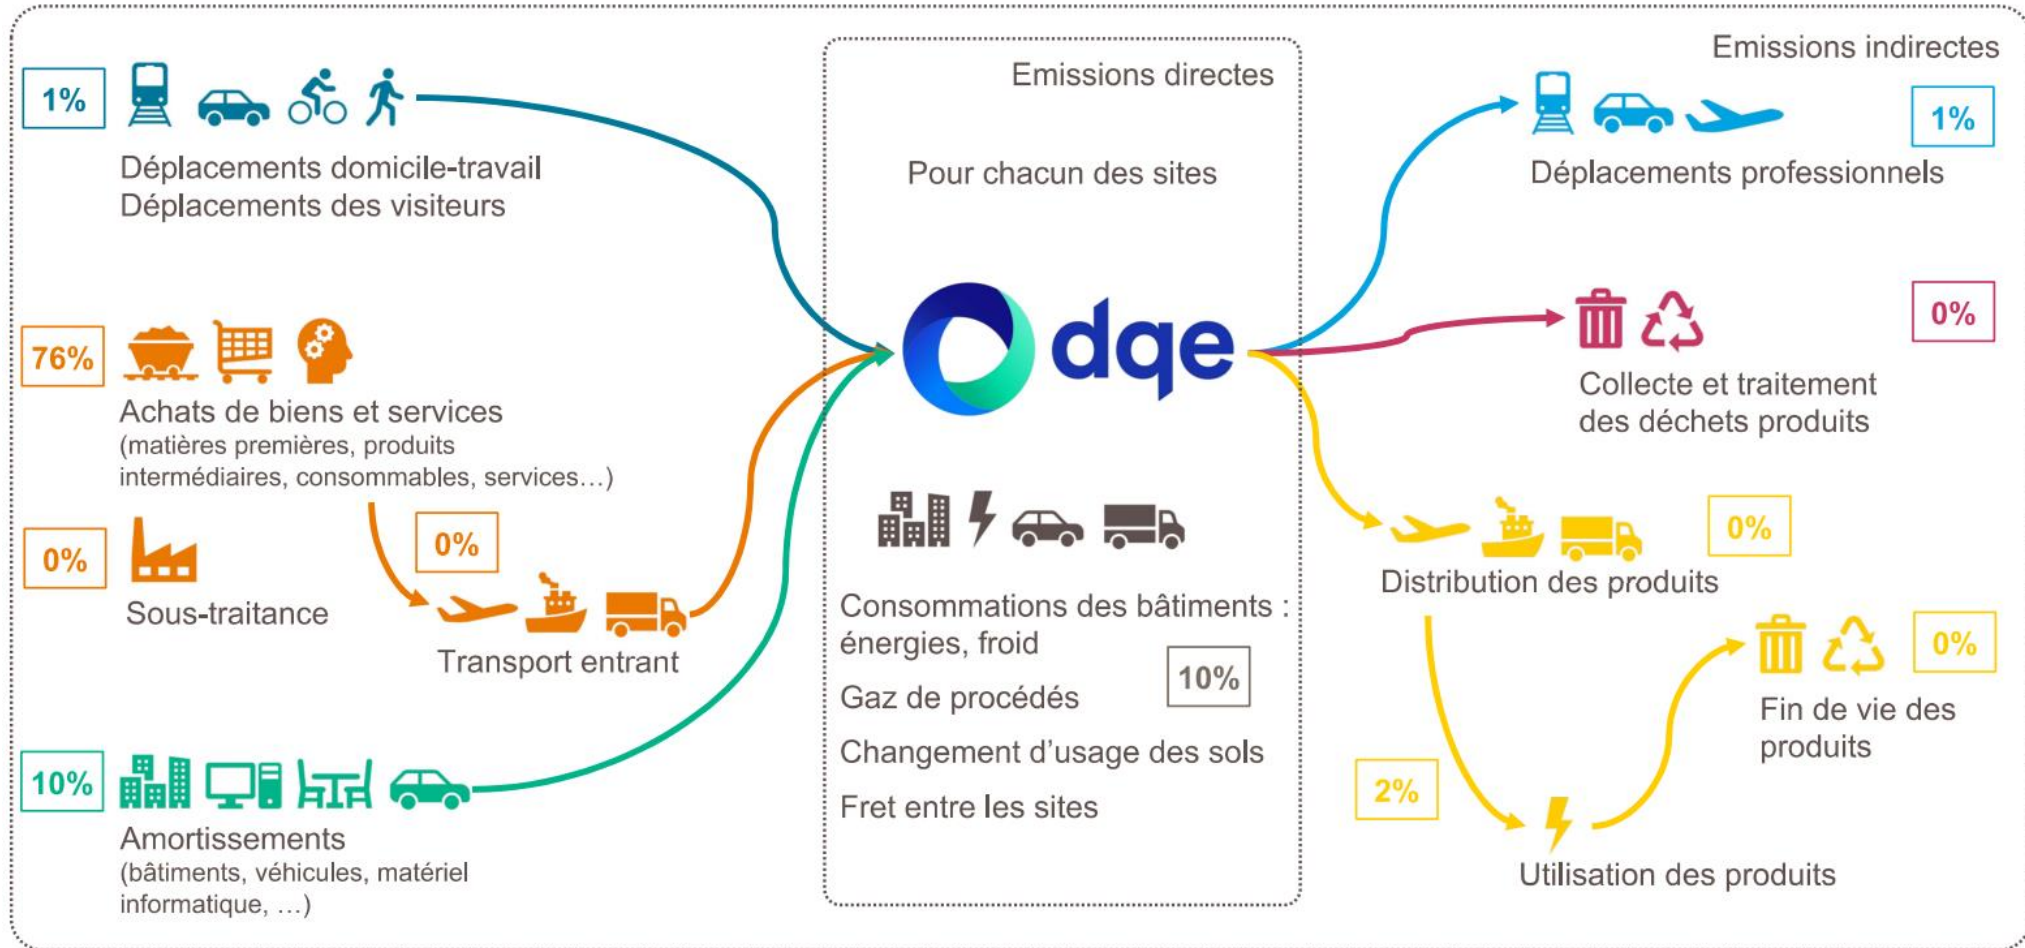 1%
Déplacements domicile-travail
Déplacements des visiteurs
76%
Achats de biens et services
(matières premières, produits
intermédiaires, consommables, services…)
0%
Sous-traitance
0%
Transport entrant
10%
Amortissements
(bâtiments, véhicules, matériel
informatique, …)
Emissions directes
Pour chacun des sites
dqe
Consommations des bâtiments :
énergies, froid
10%
Gaz de procédés
Changement d’usage des sols
Fret entre les sites
Emissions indirectes
1%
Déplacements professionnels
0%
Collecte et traitement
des déchets produits
0%
Distribution des produits
0%
Fin de vie des
produits
2%
Utilisation des produits